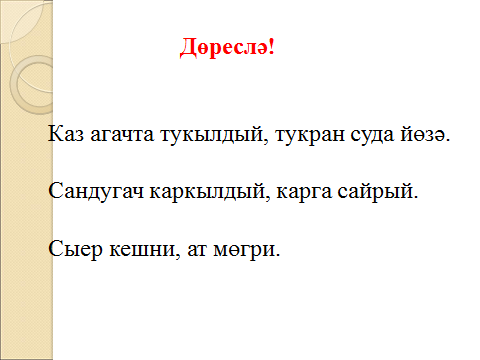 Дөреслә!
Каз агачта тукылдый, тукран суда йөзә.
Сандугач каркылдый, карга сайрый.
Сыер кешни, ат мөгри.